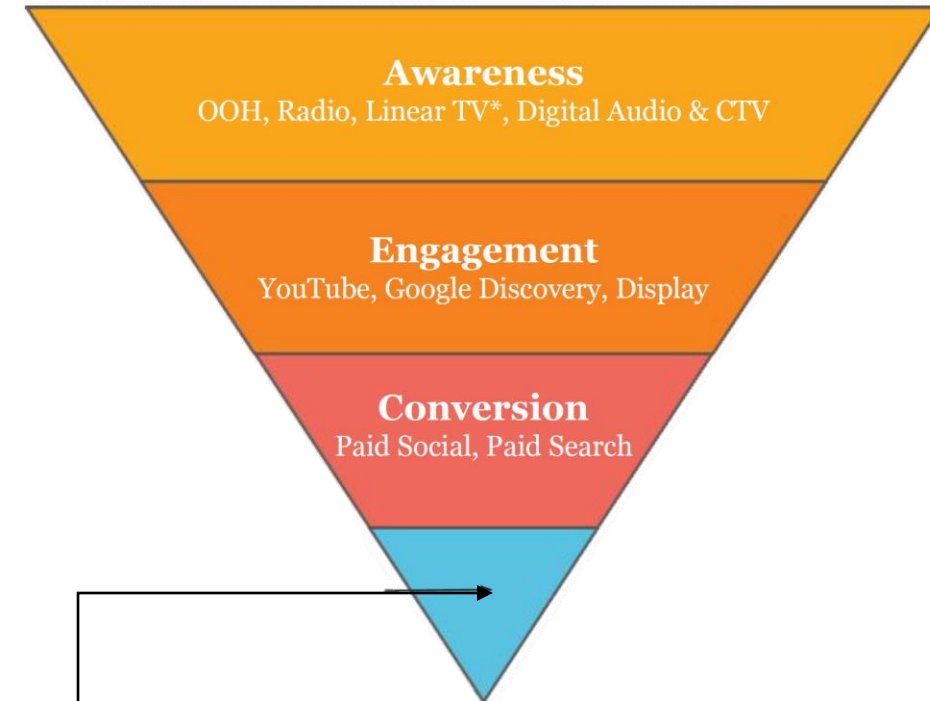 Awareness
OOH, Radio, Linear TV*, Digital Audio & CTV
Engagement
YouTube, Google Discovery, Display
Conversion
Paid Social, Paid Search